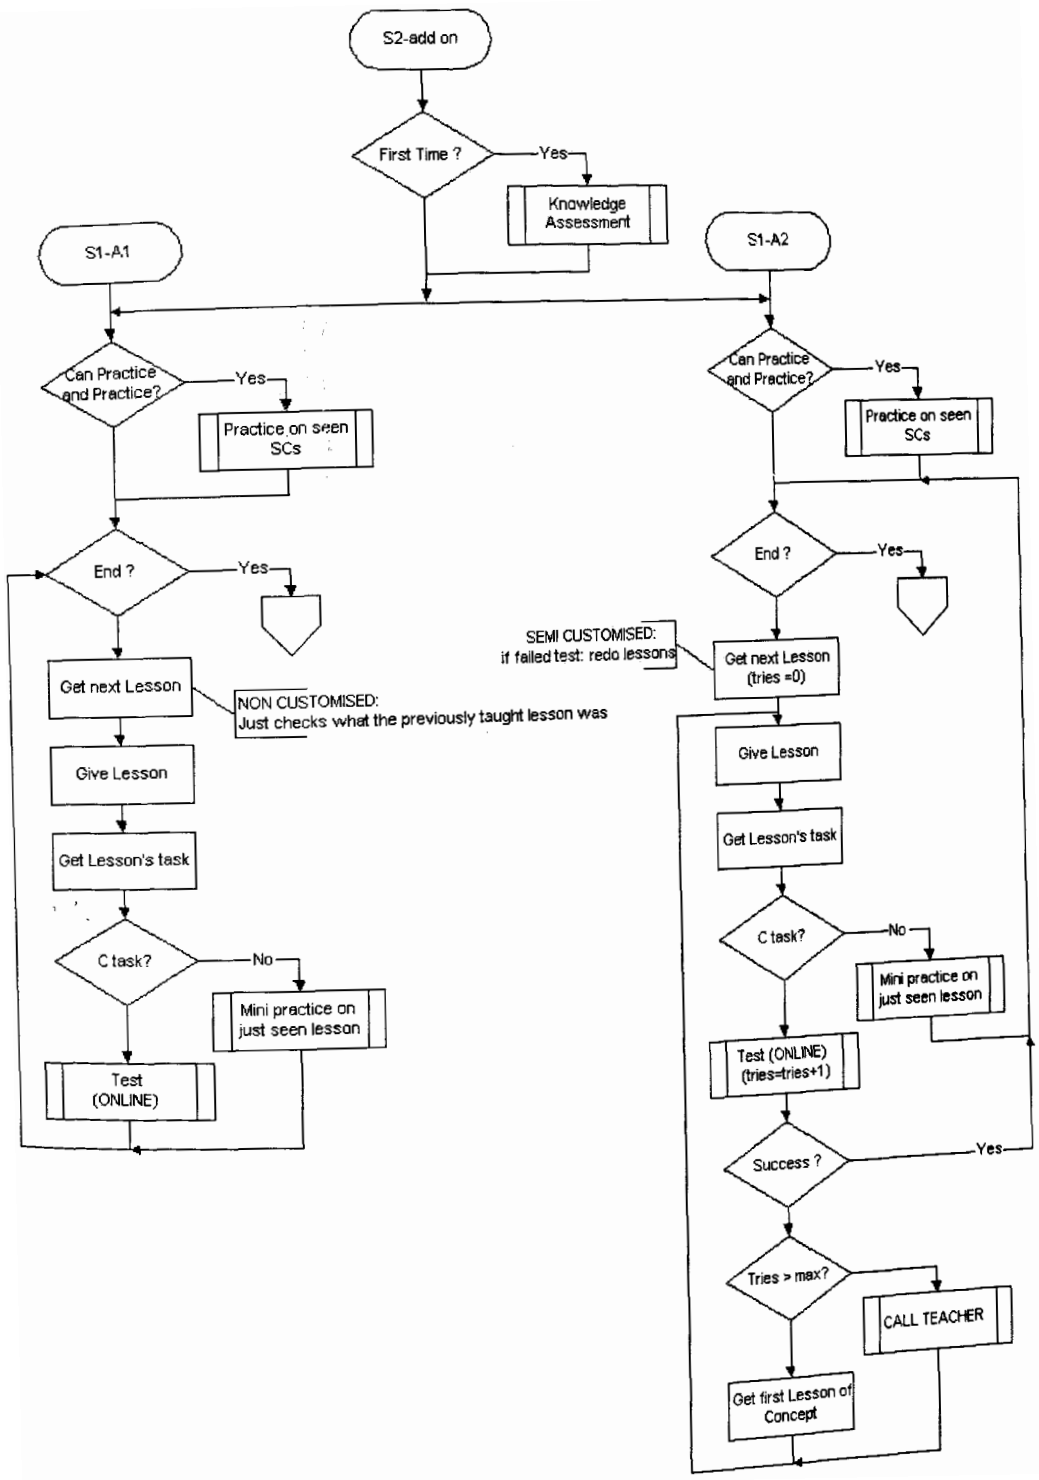 S2-add on
First Time ?
Yes
Knowledge
Assessment
S1-A1
S1-A2
Can Practice
and Practice?
Yes
Practice on seen
SCs
End ?
Yes
Get next Lesson
NON CUSTOMISED:
Just checks what the previously taught lesson was
Give Lesson
Get Lesson's task
C task?
No
Mini practice on
just seen lesson
Test
(ONLINE)
Can Practice
and Practice?
Yes
Practice on seen
SCs
End ?
Yes
SEMI CUSTOMISED:
if failed test: redo lessons
Get next Lesson
(tries =0)
Give Lesson
Get Lesson's task
C task?
No
Mini practice on
just seen lesson
Test (ONLINE)
(tries=tries+1)
Success ?
Yes
Tries > max?
CALL TEACHER
Get first Lesson of
Concept